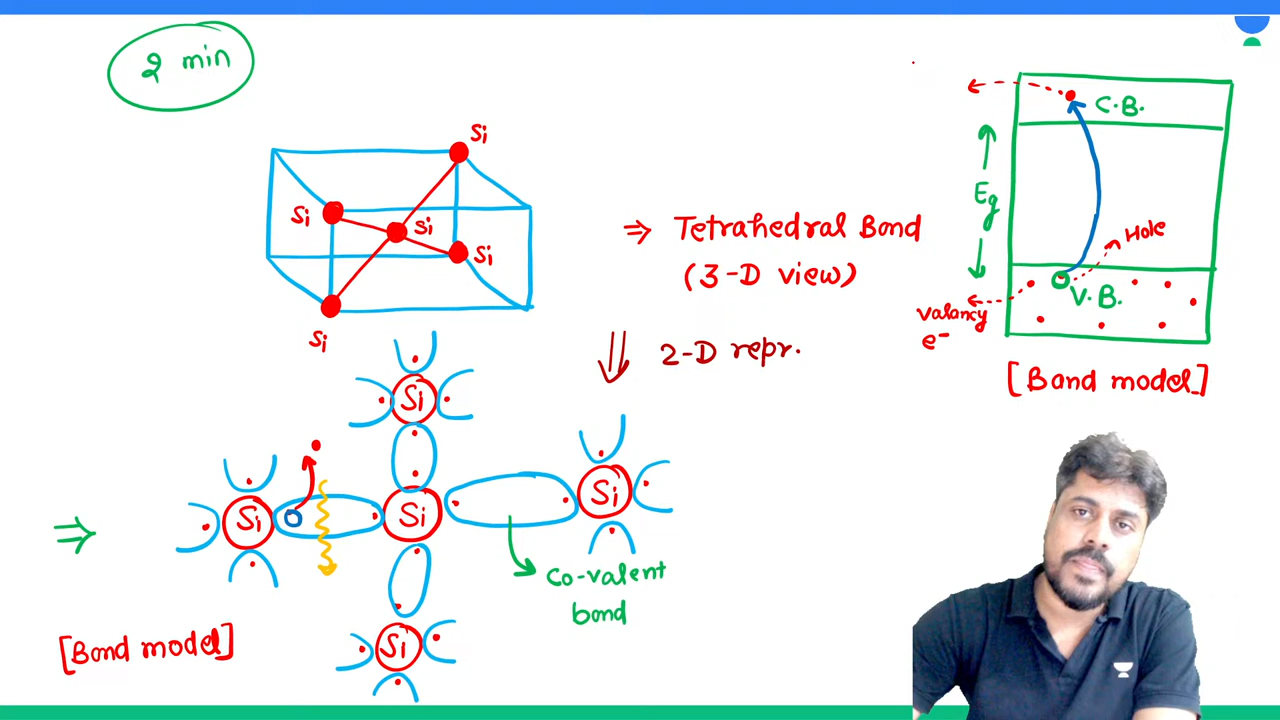 2 min
Si
Si
Si
Si
Si
⇒ Tetrahedral Bond
(3-D view)
2-D repr.
C.B.
Eg
Hole
V.B.
Valancy
e⁻
[Band model]
Si
Si
Si
Si
Si
⇒
Co-valent
bond
[Bond model]